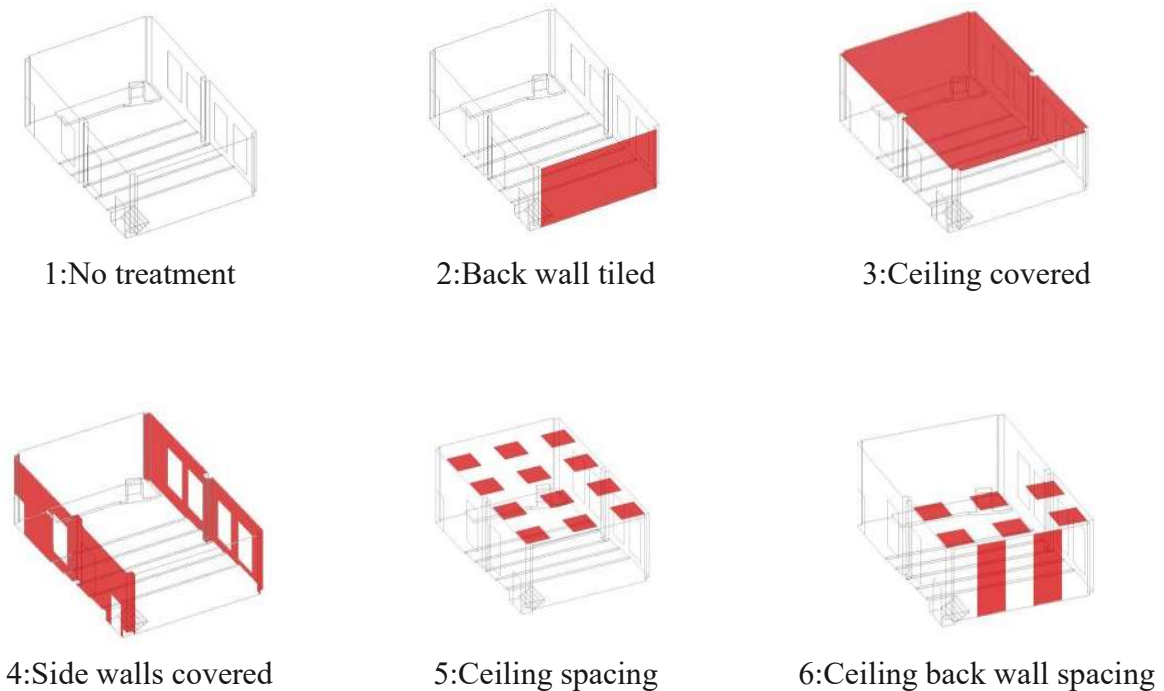 1:No treatment
2:Back wall tiled
3:Ceiling covered
4:Side walls covered
5:Ceiling spacing
6:Ceiling back wall spacing